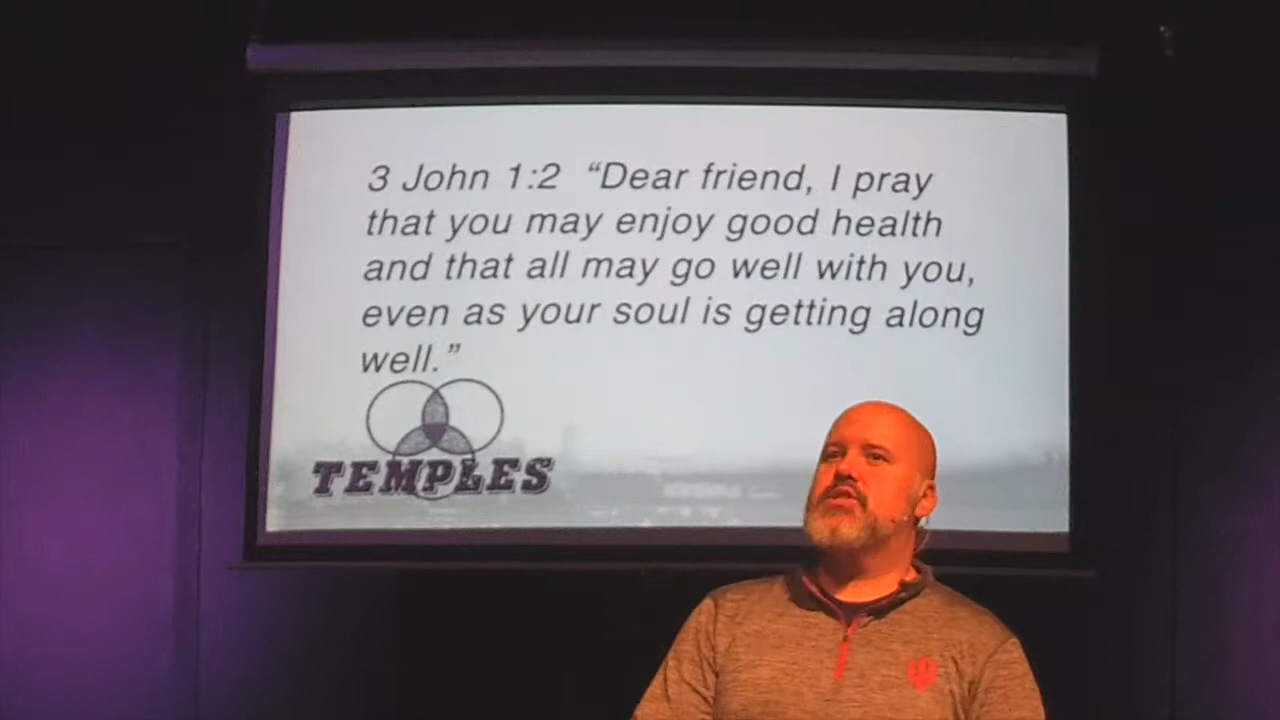 3 John 1:2 “Dear friend, I pray
that you may enjoy good health
and that all may go well with you,
even as your soul is getting along
well.”
TEMPLES